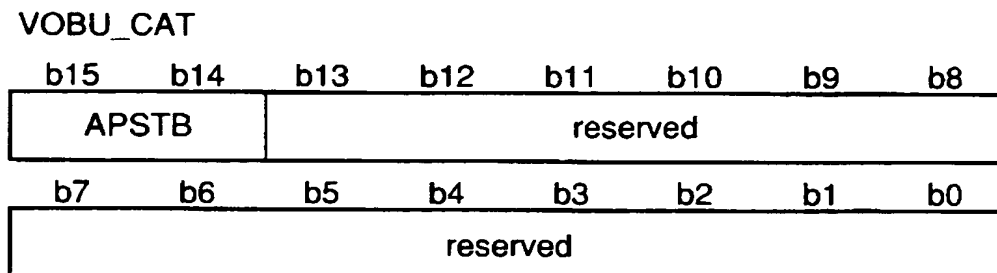 VOBU_CAT
b15 b14 b13 b12 b11 b10 b9 b8
APSTB reserved
b7 b6 b5 b4 b3 b2 b1 b0
reserved